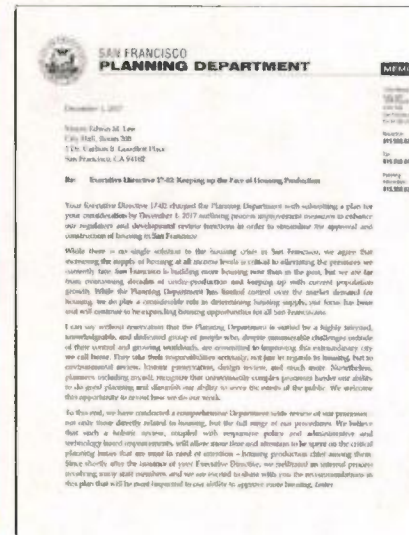 SAN FRANCISCO
PLANNING DEPARTMENT
MEM
December 1, 2017
Mayor Edwin M. Lee
City Hall, Room 200
1 Dr. Carlton B. Goodlett Place
San Francisco, CA 94102
Re: Executive Directive 17-02: Keeping up the Pace of Housing Production
Your Executive Directive 17-02 charged the Planning Department with submitting a plan for
your consideration by December 1, 2017 outlining process improvement measures to enhance
our regulatory and development review functions in order to streamline the approval and
construction of housing in San Francisco.
While there is no single solution to the housing crisis in San Francisco, we agree that
increasing the supply of housing at all income levels is critical to alleviating the pressures we
currently face. San Francisco is building more housing now than in the past, but we are far
from overcoming decades of under-production and keeping up with current population
growth. While the Planning Department has limited control over the market demand for
housing, we do play a considerable role in determining housing supply, our focus has been
and will continue to be expanding housing opportunities for all San Franciscans.
I can say without reservation that the Planning Department is staffed by a highly talented,
knowledgeable, and dedicated group of people who, despite innumerable challenges outside
of their control and growing workloads, are committed to improving this extraordinary city
we call home. They take their responsibilities seriously, not just in regards to housing, but to
environmental review, historic preservation, design review, and much more. Nonetheless,
planners including myself, recognize that unnecessarily complex processes hinder our ability
to do good planning and diminish our ability to serve the needs of the public. We welcome
this opportunity to retool how we do our work.
To this end, we have conducted a comprehensive Department-wide review of our processes -
not only those directly related to housing, but the full range of our procedures. We believe
that such a holistic review, coupled with responsive policy and administrative and
technology-based improvements, will allow more time and attention to be spent on the critical
planning issues that are most in need of attention - housing production chief among them.
Since shortly after the issuance of your Executive Directive, we facilitated an internal process
involving many staff members and we are excited to share with you the recommendations in
this plan that will be most impactful to our ability to approve more housing, faster.